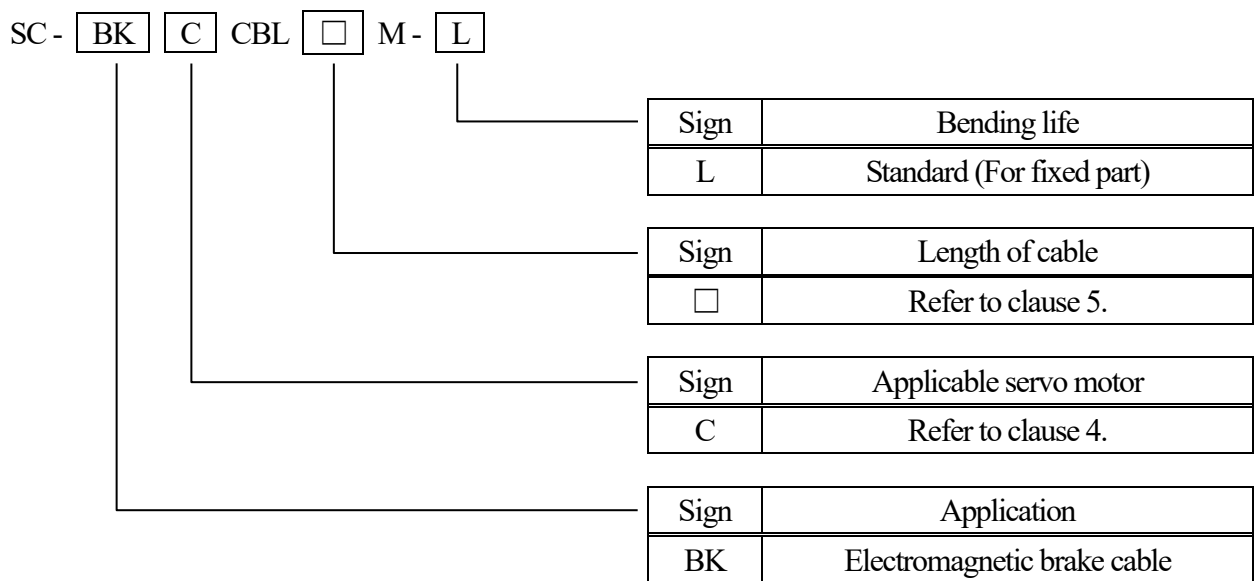 SC - BK C CBL □ M - L
Sign Bending life
L Standard (For fixed part)
Sign Length of cable
□ Refer to clause 5.
Sign Applicable servo motor
C Refer to clause 4.
Sign Application
BK Electromagnetic brake cable